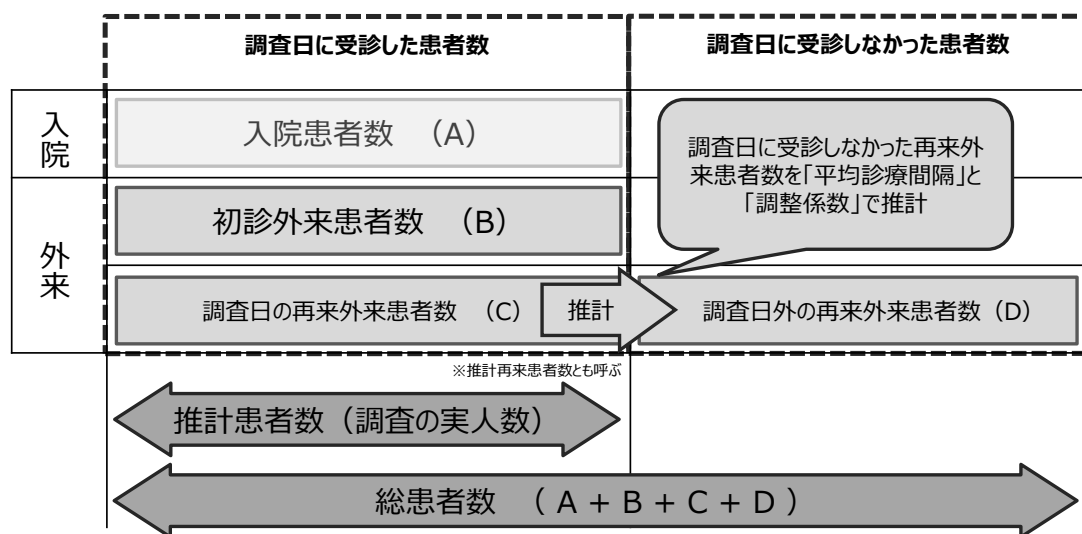 調査日に受診した患者数
調査日に受診しなかった患者数
入院
入院患者数 （A）
調査日に受診しなかった再来外
来患者数を「平均診療間隔」と
「調整係数」で推計
外来
初診外来患者数 （B）
調査日の再来外来患者数 （C）
推計
調査日外の再来外来患者数（D）
※推計再来患者数とも呼ぶ
推計患者数（調査の実人数）
総患者数 （ A + B + C + D ）